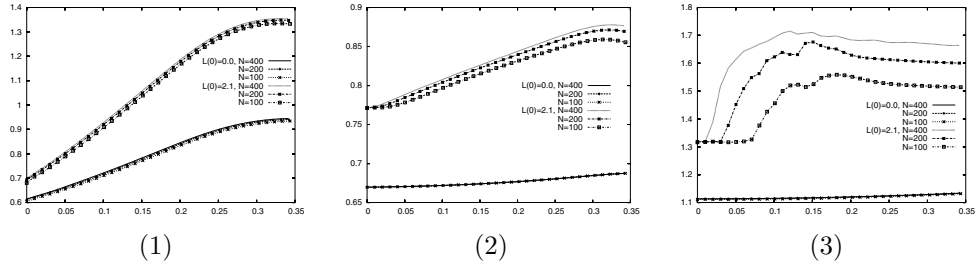 1.4
1.3
1.2
1.1
1
0.9
0.8
0.7
0.6
0
0.05
0.1
0.15
0.2
0.25
0.3
0.35
L(0)=0.0, N=400
N=200
N=100
L(0)=2.1, N=400
N=200
N=100
(1)
0.9
0.85
0.8
0.75
0.7
0.65
0
0.05
0.1
0.15
0.2
0.25
0.3
0.35
L(0)=0.0, N=400
N=200
N=100
L(0)=2.1, N=400
N=200
N=100
(2)
1.8
1.7
1.6
1.5
1.4
1.3
1.2
1.1
0
0.05
0.1
0.15
0.2
0.25
0.3
0.35
L(0)=0.0, N=400
N=200
N=100
L(0)=2.1, N=400
N=200
N=100
(3)